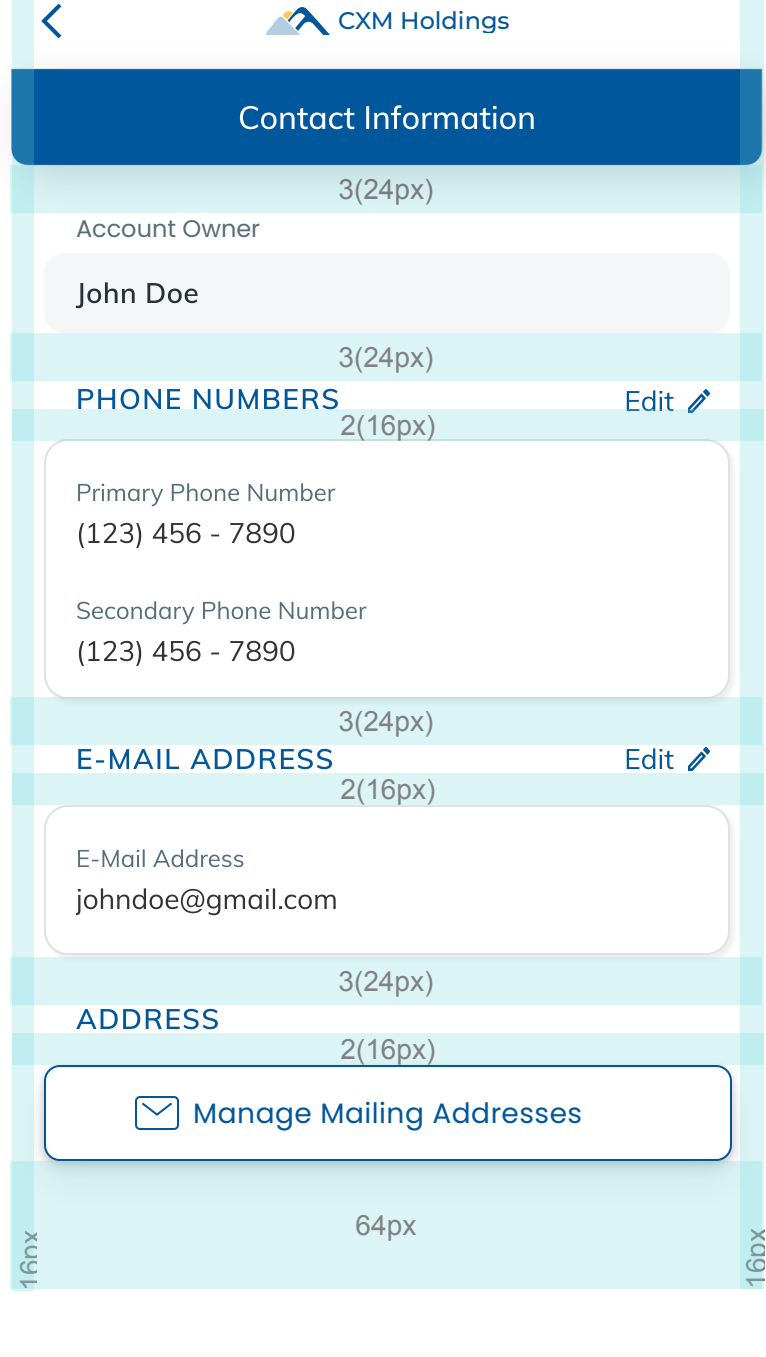 CXM Holdings
Contact Information
3(24px)
Account Owner
John Doe
3(24px)
PHONE NUMBERS Edit
2(16px)
Primary Phone Number
(123) 456 - 7890
Secondary Phone Number
(123) 456 - 7890
3(24px)
E-MAIL ADDRESS Edit
2(16px)
E-Mail Address
johndoe@gmail.com
3(24px)
ADDRESS
2(16px)
Manage Mailing Addresses
64px
16px
16px